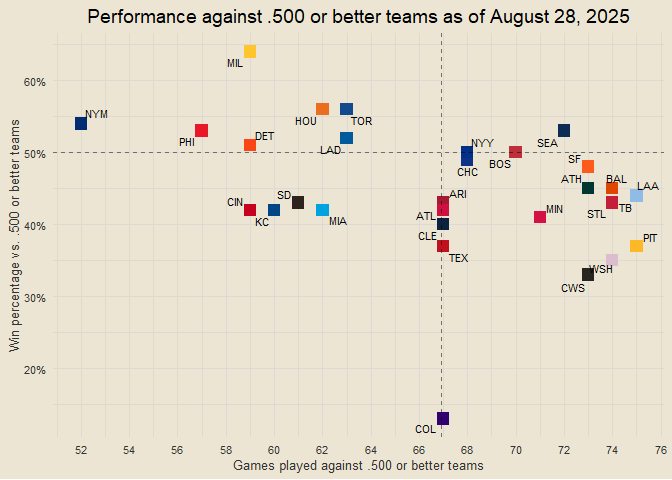 Performance against .500 or better teams as of August 28, 2025
Win percentage vs. .500 or better teams
60%
50%
40%
30%
20%
MIL
NYM
HOU
TOR
PHI
DET
LAD
NYY
SEA
CHC
BOS
SF
ATH
BAL
LAA
CIN
SD
KC
MIA
ARI
ATL
MIN
STL
TB
CLE
TEX
PIT
WSH
CWS
COL
52 54 56 58 60 62 64 66 68 70 72 74 76
Games played against .500 or better teams